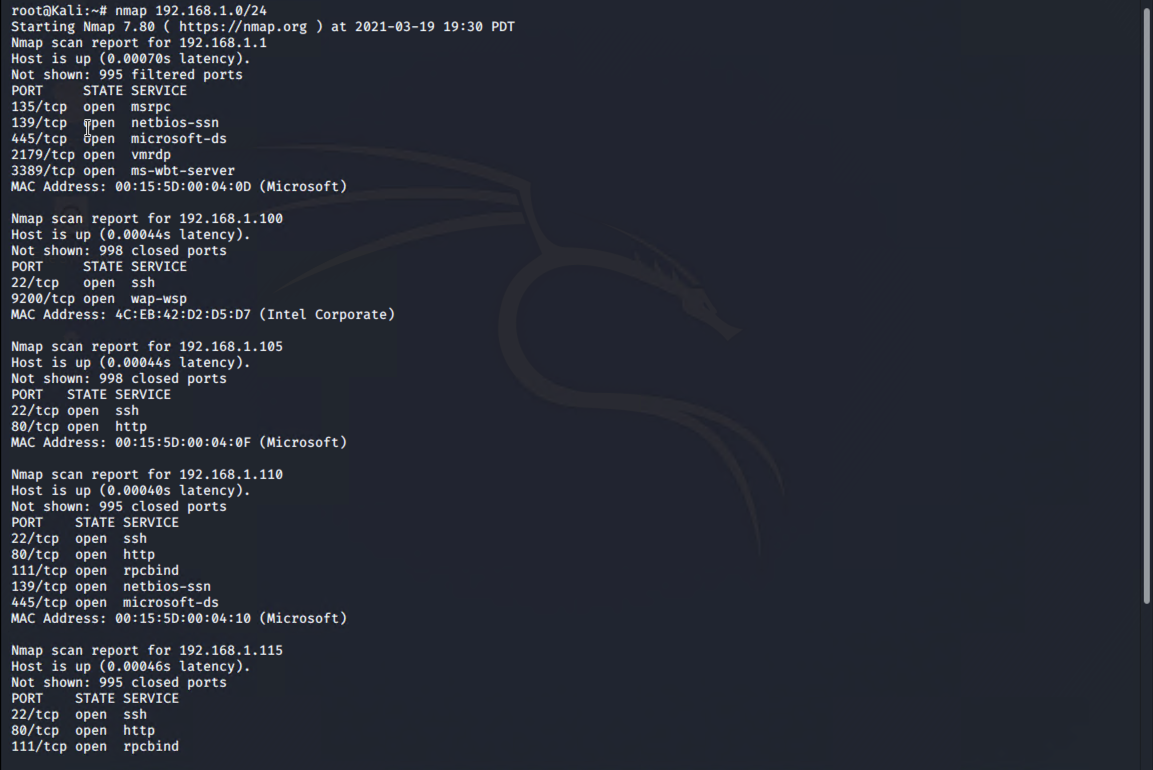 root@Kali:~# nmap 192.168.1.0/24
Starting Nmap 7.80 ( https://nmap.org ) at 2021-03-19 19:30 PDT
Nmap scan report for 192.168.1.1
Host is up (0.00070s latency).
Not shown: 995 filtered ports
PORT     STATE SERVICE
135/tcp  open  msrpc
139/tcp  open  netbios-ssn
445/tcp  open  microsoft-ds
2179/tcp open  vmrdp
3389/tcp open  ms-wbt-server
MAC Address: 00:15:5D:00:04:0D (Microsoft)

Nmap scan report for 192.168.1.100
Host is up (0.00044s latency).
Not shown: 998 closed ports
PORT     STATE SERVICE
22/tcp   open  ssh
9200/tcp open  wap-wsp
MAC Address: 4C:EB:42:D2:D5:D7 (Intel Corporate)

Nmap scan report for 192.168.1.105
Host is up (0.00044s latency).
Not shown: 998 closed ports
PORT   STATE SERVICE
22/tcp open  ssh
80/tcp open  http
MAC Address: 00:15:5D:00:04:0F (Microsoft)

Nmap scan report for 192.168.1.110
Host is up (0.00040s latency).
Not shown: 995 closed ports
PORT    STATE SERVICE
22/tcp  open  ssh
80/tcp  open  http
111/tcp open  rpcbind
139/tcp open  netbios-ssn
445/tcp open  microsoft-ds
MAC Address: 00:15:5D:00:04:10 (Microsoft)

Nmap scan report for 192.168.1.115
Host is up (0.00046s latency).
Not shown: 995 closed ports
PORT    STATE SERVICE
22/tcp  open  ssh
80/tcp  open  http
111/tcp open  rpcbind